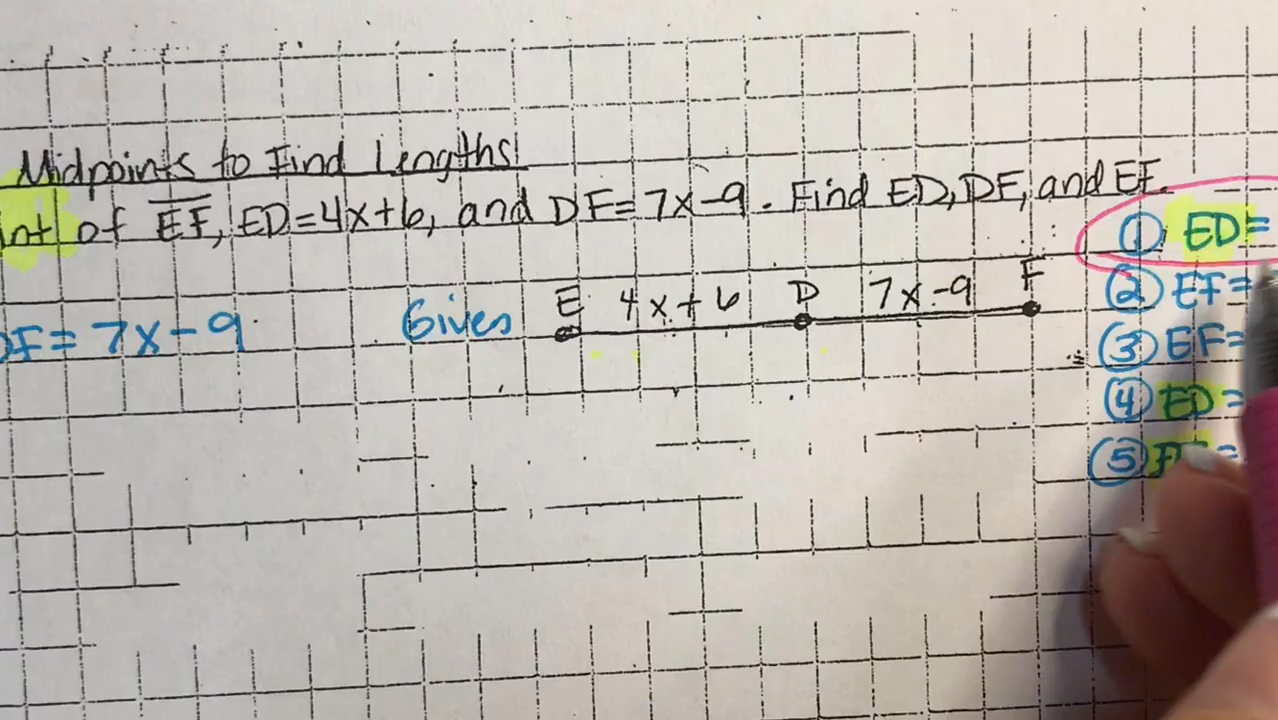 Midpoints to Find Lengths
int of EF, ED=4x+6, and DF=7x-9. Find ED, DF, and EF.
① ED=
② EF=
DF=7x-9 Gives E 4x+6 D 7x-9 F
③ EF=
④ ED=
⑤